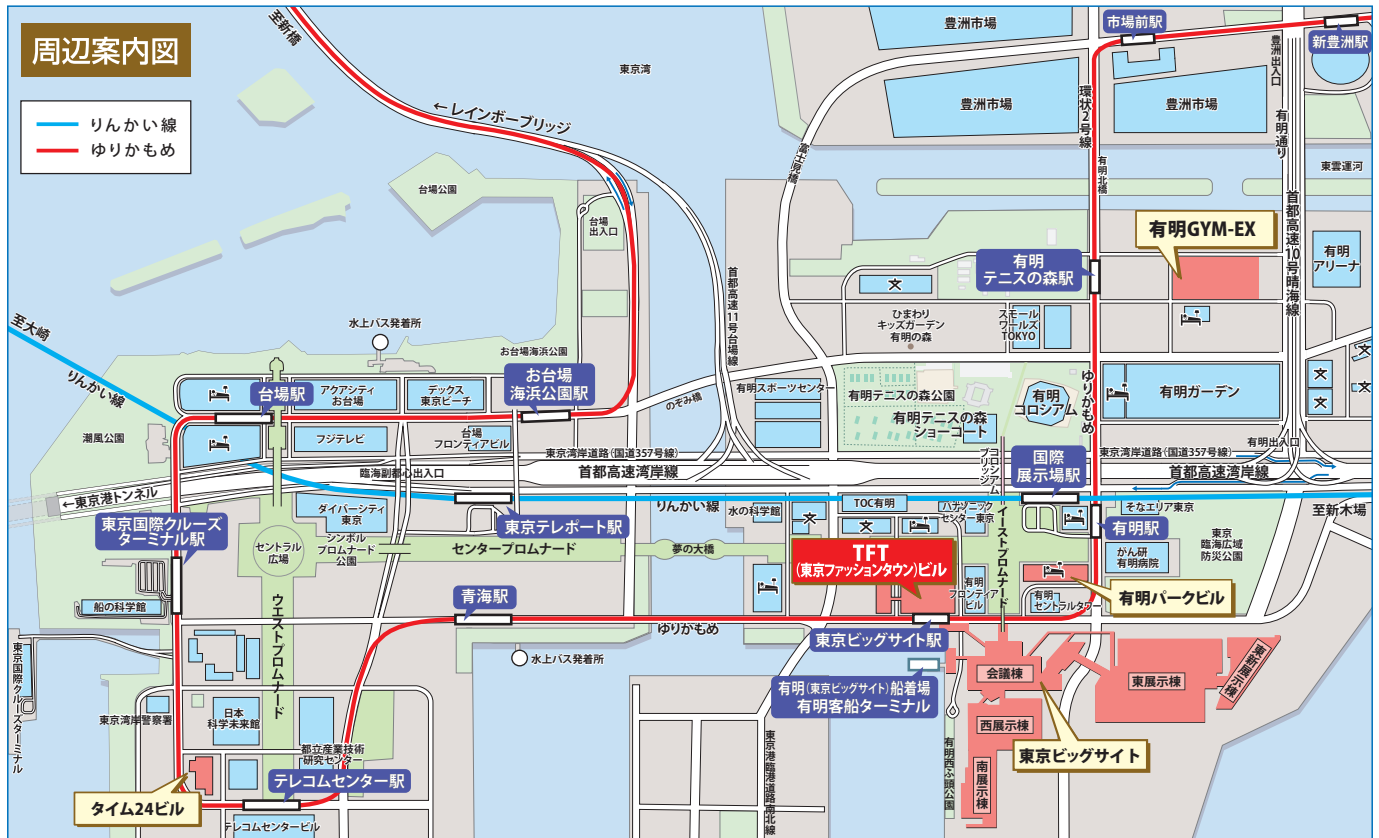 周辺案内図
りんかい線
ゆりかもめ
至新橋
東京湾
←レインボーブリッジ
豊洲市場
市場前駅
新豊洲駅
豊洲出入口
豊洲市場
豊洲市場
環状2号線
有明通り
富士見橋
有明北橋
東雲運河
台場公園
台場
出入口
首都高速11号台場線
有明GYM-EX
首都高速10号晴海線
有明
アリーナ
有明
テニスの森駅
文
ひまわり
キッズガーデン
有明の森
スモール
ワールズ
TOKYO
至大崎
りんかい線
水上バス発着所
お台場海浜公園
台場駅
アクアシティ
お台場
デックス
東京ビーチ
お台場
海浜公園駅
のぞみ橋
有明スポーツセンター
有明テニスの森公園
有明テニスの森
ショーコート
有明
コロシアム
ゆりかもめ
有明ガーデン
文
文
文
文
潮風公園
フジテレビ
台場
フロンティアビル
臨海副都心出入口
東京湾岸道路(国道357号線)
首都高速湾岸線
コロシアム
ブリッジ
国際
展示場駅
東京湾岸道路(国道357号線)
有明出入口
首都高速湾岸線
←東京港トンネル
東京国際クルーズ
ターミナル駅
ダイバーシティ
東京
東京テレポート駅
りんかい線
水の科学館
文
TOC有明
文
パナソニック
センター東京
イーストプロムナード
有明駅
そなエリア東京
至新木場
東京
臨海広域
防災公園
セントラル
広場
シンボル
プロムナード
公園
センタープロムナード
夢の大橋
TFT
(東京ファッションタウン)ビル
がん研
有明病院
船の科学館
ウエストプロムナード
青海駅
ゆりかもめ
有明
フロンティア
ビル
有明
セントラルタワー
有明パークビル
東京ビッグサイト駅
水上バス発着所
有明(東京ビッグサイト)船着場
有明客船ターミナル
会議棟
東展示棟
東新展示棟
東京国際クルーズターミナル
東京湾岸警察署
日本
科学未来館
都立産業技術
研究センター
西展示棟
東京ビッグサイト
南展示棟
有明西ふ頭公園
東京港臨港道路南北線
テレコムセンター駅
タイム24ビル
テレコムセンタービル